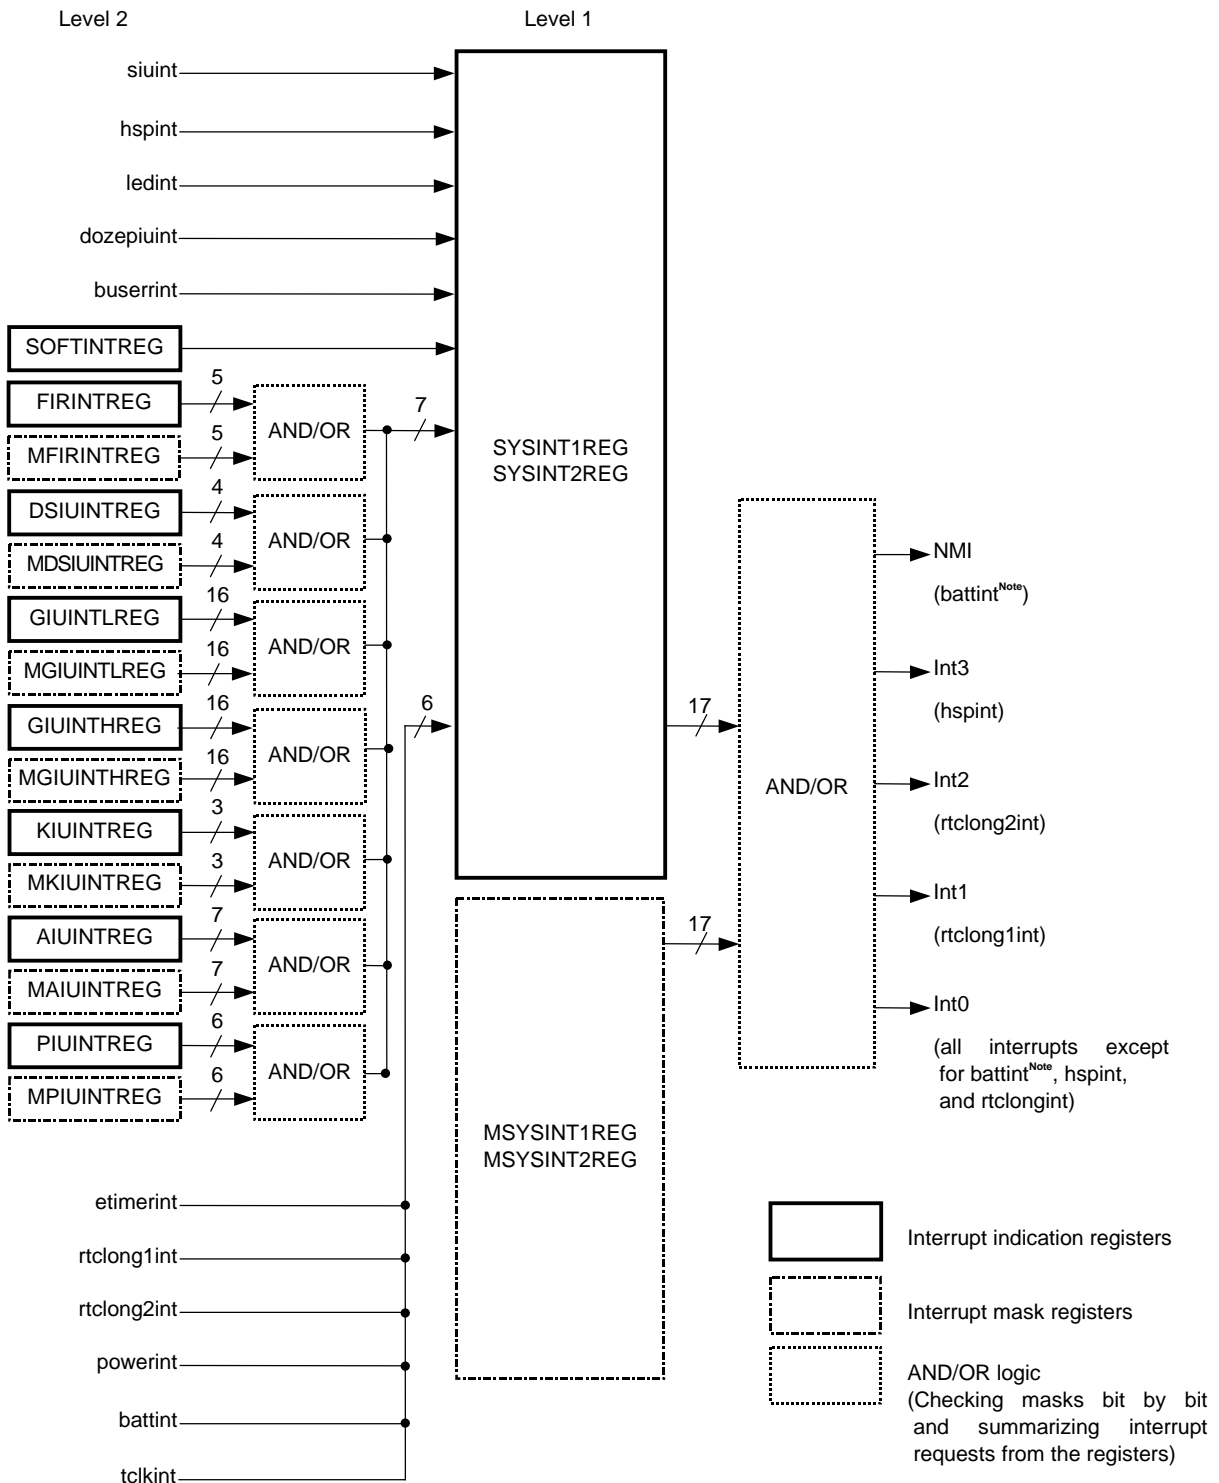 Level 2
Level 1
siuint
hspint
ledint
dozepiuint
buserrint
SOFTINTREG
FIRINTREG
5
MFIRINTREG
5
AND/OR
7
DSIUINTREG
4
MDSIUINTREG
4
AND/OR
GIUINTLREG
16
MGIUINTLREG
16
AND/OR
GIUINTHREG
16
MGIUINTHREG
16
AND/OR
KIUINTREG
3
MKIUINTREG
3
AND/OR
AIUINTREG
7
MAIUINTREG
7
AND/OR
PIUINTREG
6
MPIUINTREG
6
AND/OR
etimerint
rtclong1int
rtclong2int
powerint
battint
tclkint
6
SYSINT1REG
SYSINT2REG
17
MSYSINT1REG
MSYSINT2REG
17
AND/OR
NMI
(battintNote)
Int3
(hspint)
Int2
(rtclong2int)
Int1
(rtclong1int)
Int0
(all interrupts except
for battintNote, hspint,
and rtclongint)
Interrupt indication registers
Interrupt mask registers
AND/OR logic
(Checking masks bit by bit
and summarizing interrupt
requests from the registers)